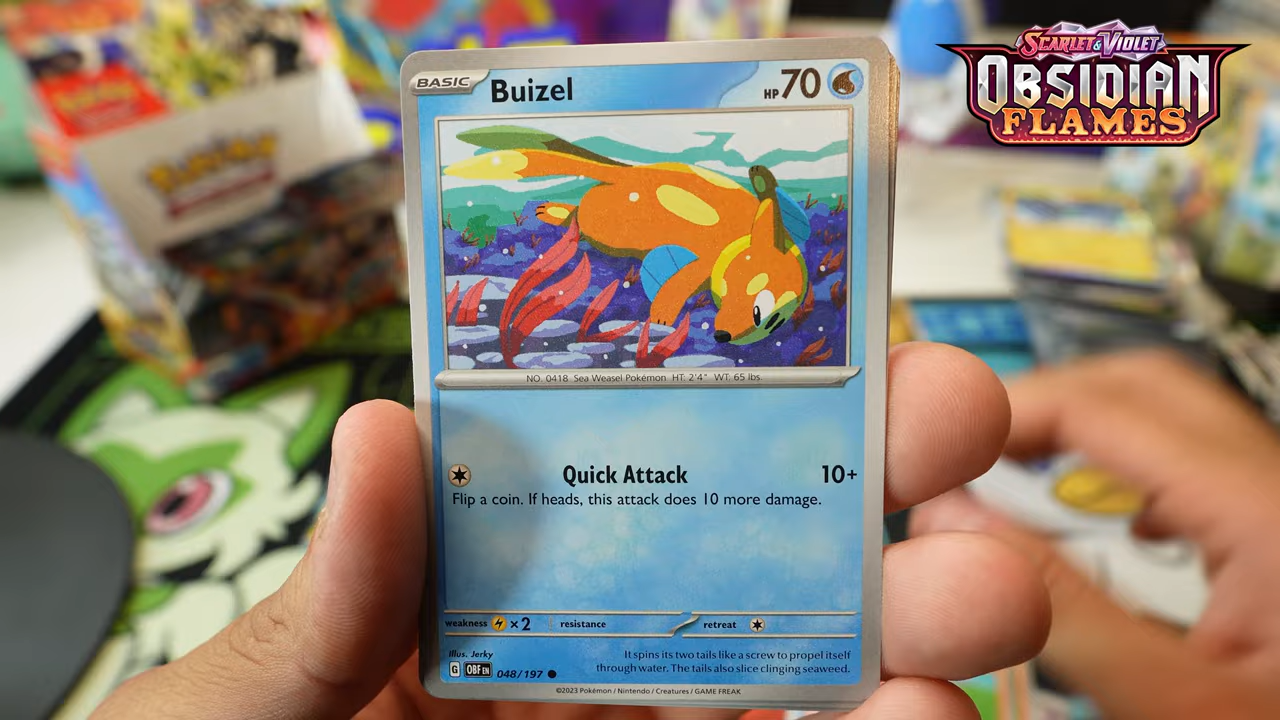 SCARLET & VIOLET
OBSIDIAN
FLAMES
BASIC Buizel HP 70
NO. 0418 Sea Weasel Pokémon HT: 2'4" WT: 65 lbs.
Quick Attack 10+
Flip a coin. If heads, this attack does 10 more damage.
weakness ×2 resistance retreat
Illus. Jerky
It spins its two tails like a screw to propel itself
through water. The tails also slice clinging seaweed.
G OBF EN 048/197
©2023 Pokémon / Nintendo / Creatures / GAME FREAK
Pokémon